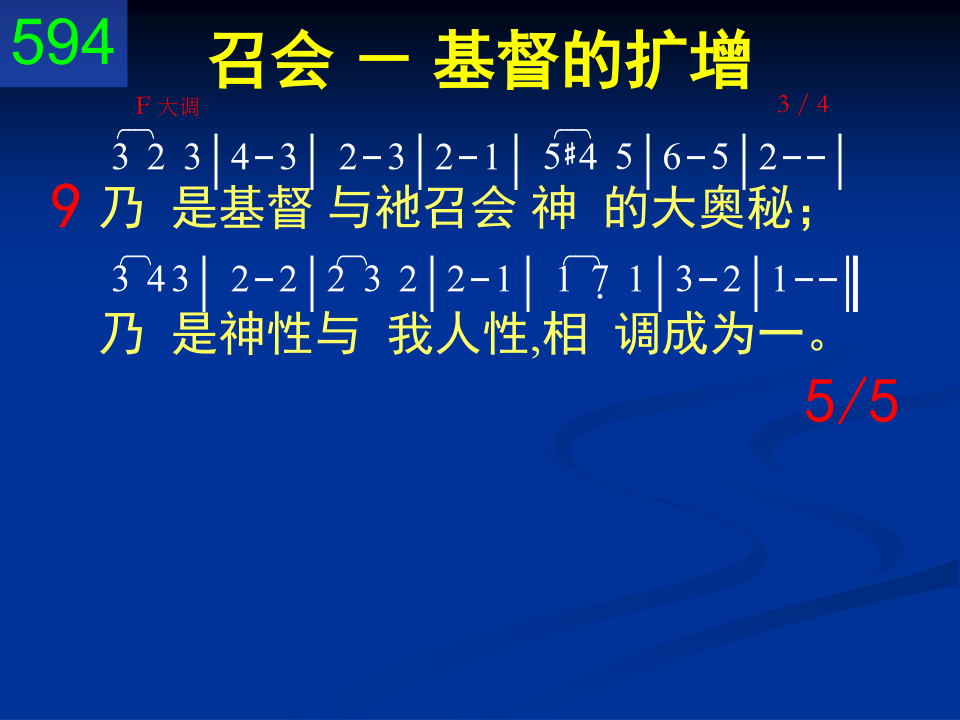 594
召会 － 基督的扩增
F 大调 3／4
3 2 3|4-3| 2-3|2-1| 5#4 5|6-5|2--|
9 乃 是基督 与祂召会 神 的大奥秘；
3 43| 2-2|2 3 2|2-1| 1 7̣ 1|3-2|1--‖
乃 是神性与 我人性,相 调成为一。
5/5